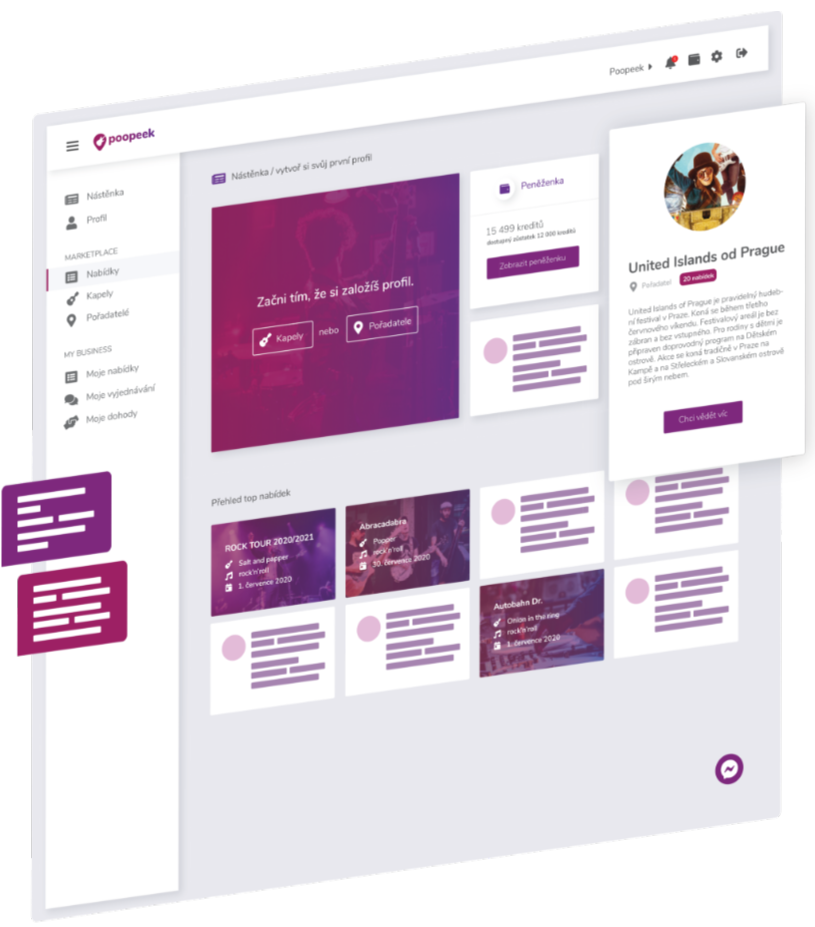 Poopeek
poopeek
Nástěnka
Profil
MARKETPLACE
Nabídky
Kapely
Pořadatelé
MY BUSINESS
Moje nabídky
Moje vyjednávání
Moje dohody
Nástěnka / vytvoř si svůj první profil
Začni tím, že si založíš profil.
Kapely nebo Pořadatele
Peněženka
15 499 kreditů
dostupný zůstatek 12 000 kreditů
Zobrazit peněženku
United Islands od Prague
Pořadatel 20 nabídek
United Islands of Prague je pravidelný hudeb-
ní festival v Praze. Koná se během třetího
červnového víkendu. Festivalový areál je bez
zábran a bez vstupného. Pro rodiny s dětmi je
připraven doprovodný program na Dětském
ostrově. Akce se koná tradičně v Praze na
Kampě a na Střeleckém a Slovanském ostrově
pod širým nebem.
Chci vědět víc
Přehled top nabídek
ROCK TOUR 2020/2021
Salt and papper
rock'n'roll
1. července 2020
Abracadabra
Popper
rock'n'roll
30. července 2020
Autobahn Dr.
Onion in the ring
rock'n'roll
1. července 2020